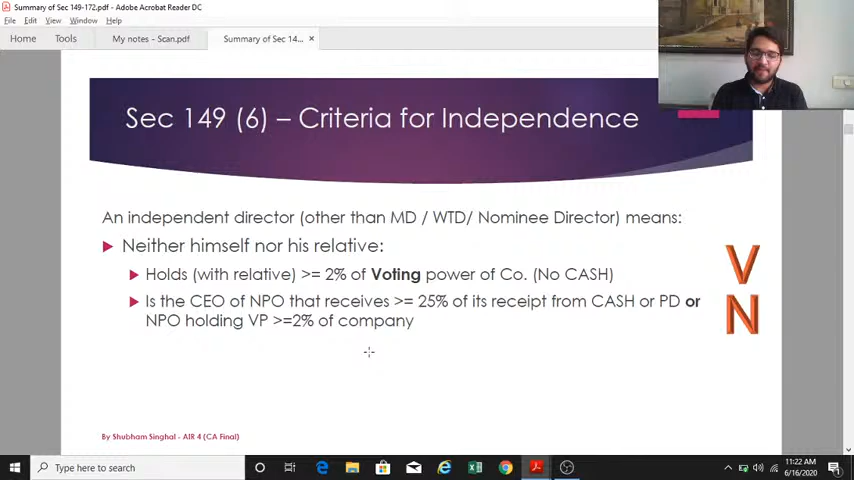 Summary of Sec 149-172.pdf - Adobe Acrobat Reader DC
File Edit View Window Help
Home Tools My notes - Scan.pdf Summary of Sec 14... ×
Sec 149 (6) – Criteria for Independence
An independent director (other than MD / WTD/ Nominee Director) means:
Neither himself nor his relative:
Holds (with relative) >= 2% of Voting power of Co. (No CASH)
V
Is the CEO of NPO that receives >= 25% of its receipt from CASH or PD or
NPO holding VP >=2% of company
N
By Shubham Singhal - AIR 4 (CA Final)
Type here to search
11:22 AM
6/16/2020